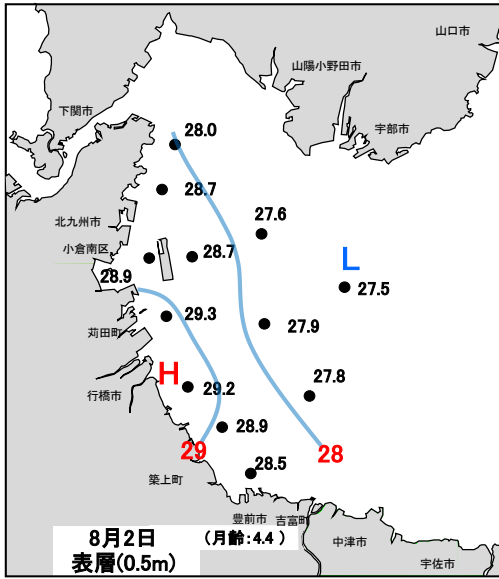 山口市
山陽小野田市
下関市
宇部市
28.0
28.7
北九州市
27.6
小倉南区
28.7
L
28.9
27.5
29.3
27.9
苅田町
H
29.2
27.8
行橋市
28.9
29
28
28.5
築上町
豊前市
吉富町
8月2日
(月齢:4.4 )
中津市
表層(0.5m)
宇佐市